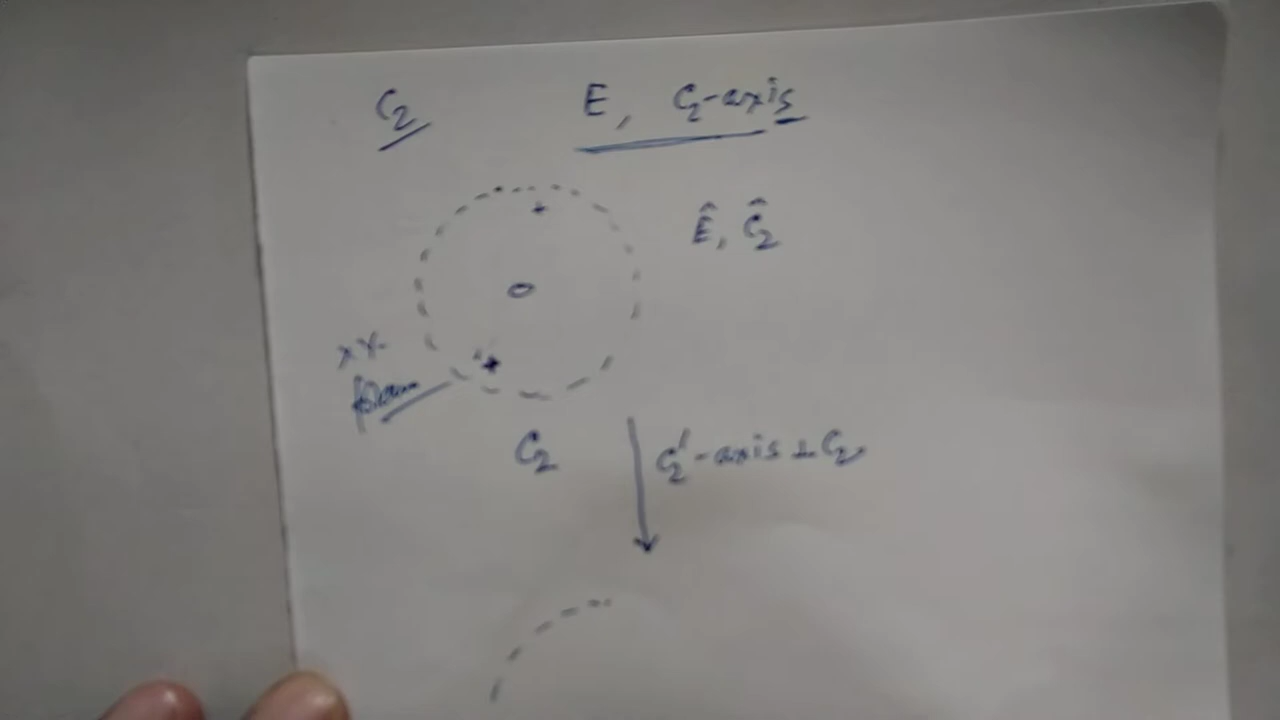 C₂ E, C₂-axis
+
Ê, Ĉ₂
XY-
+
C₂ C₂'-axis ⊥ C₂